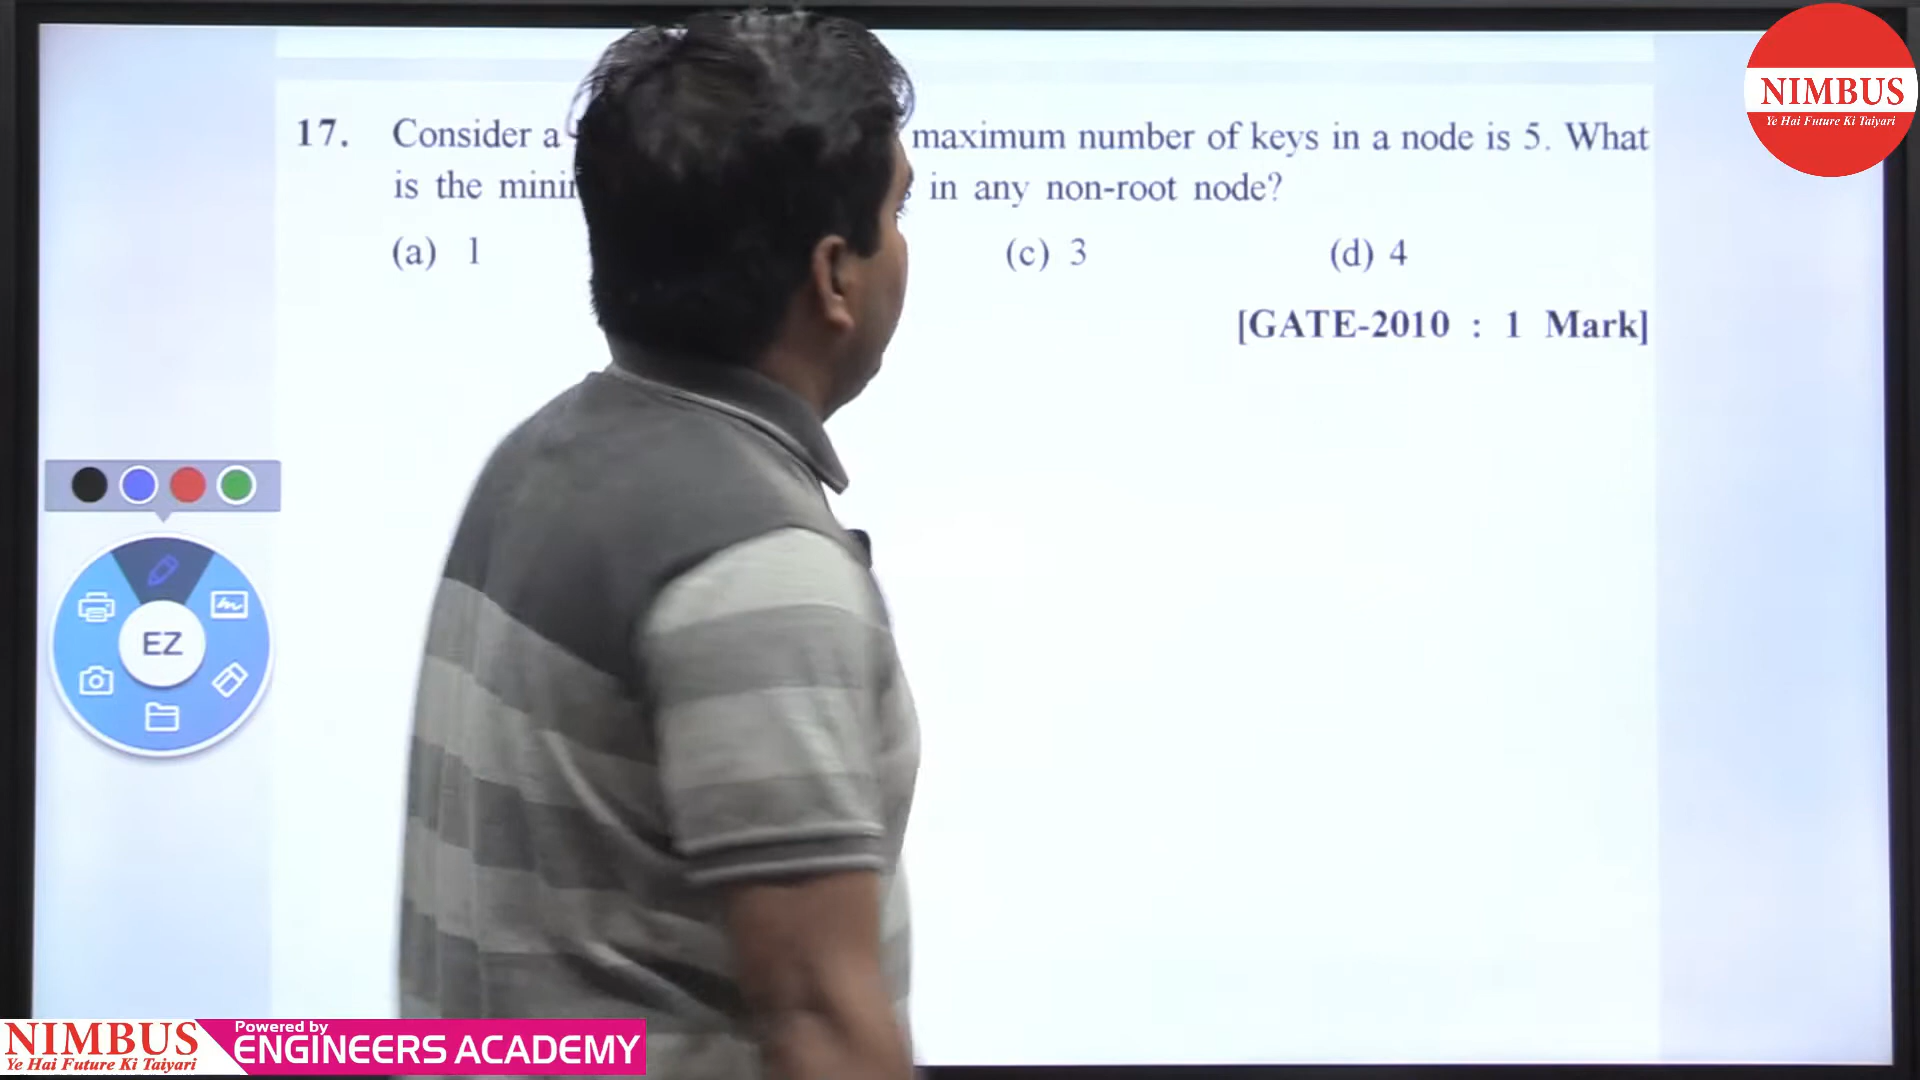 NIMBUS
Ye Hai Future Ki Taiyari
17. Consider a maximum number of keys in a node is 5. What
is the in any non-root node?
(a) 1 (c) 3 (d) 4
[GATE-2010 : 1 Mark]
EZ
NIMBUS
Ye Hai Future Ki Taiyari
Powered by
ENGINEERS ACADEMY